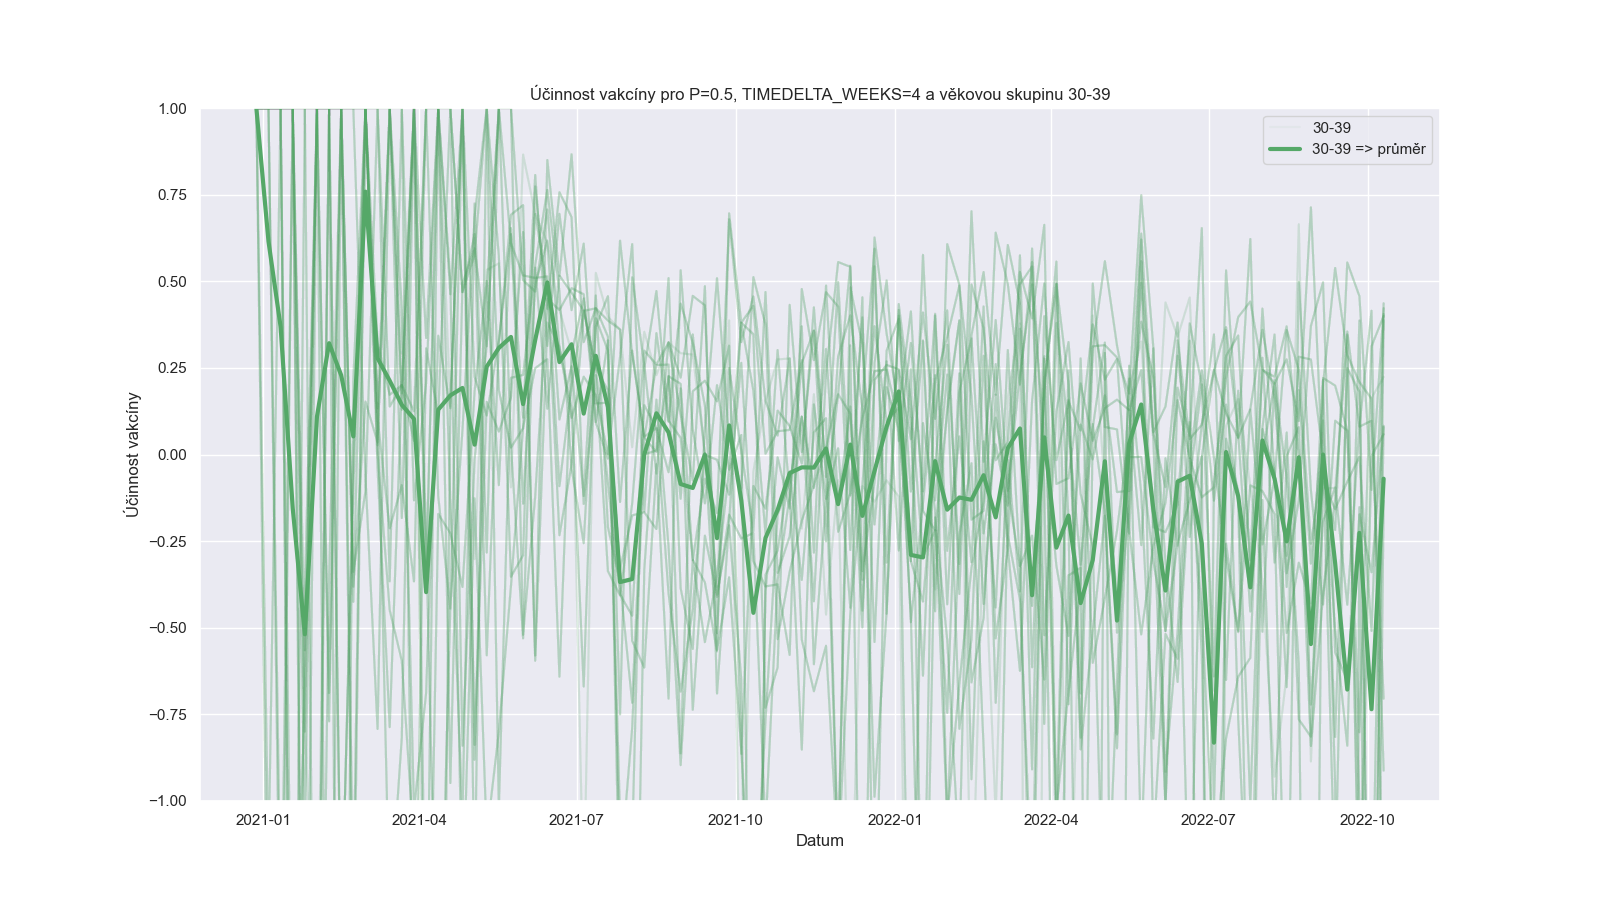 Účinnost vakcíny pro P=0.5, TIMEDELTA_WEEKS=4 a věkovou skupinu 30-39
30-39
30-39 => průměr
1.00
0.75
0.50
0.25
0.00
−0.25
−0.50
−0.75
−1.00
Účinnost vakcíny
2021-01 2021-04 2021-07 2021-10 2022-01 2022-04 2022-07 2022-10
Datum